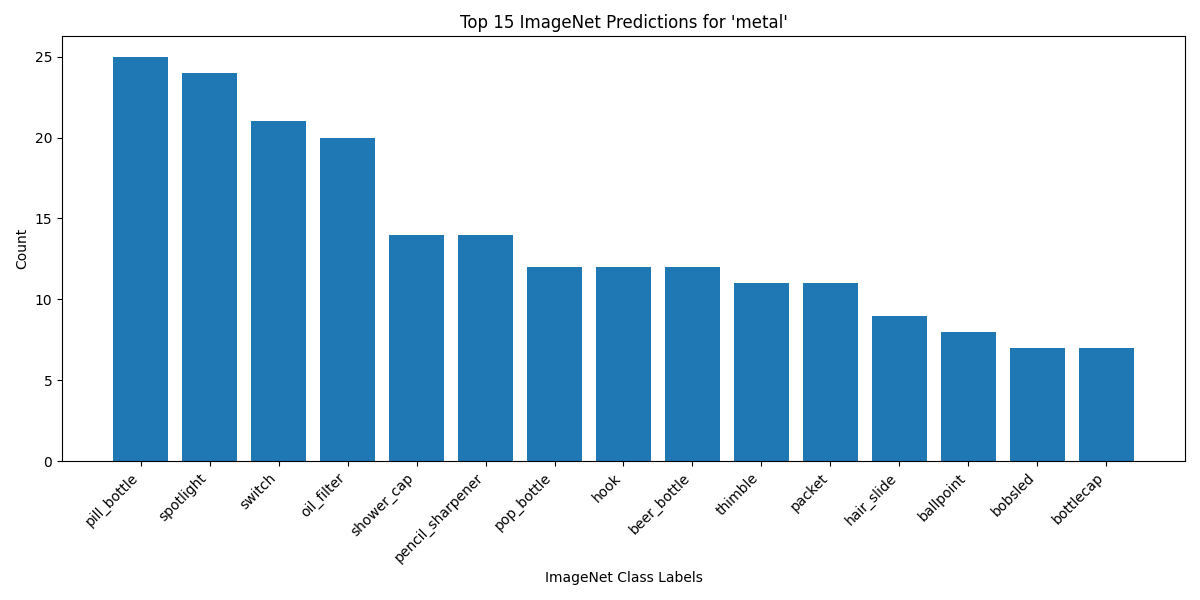 Top 15 ImageNet Predictions for 'metal'
Count
25
20
15
10
5
0
pill_bottle
spotlight
switch
oil_filter
shower_cap
pencil_sharpener
pop_bottle
hook
beer_bottle
thimble
packet
hair_slide
ballpoint
bobsled
bottlecap
ImageNet Class Labels